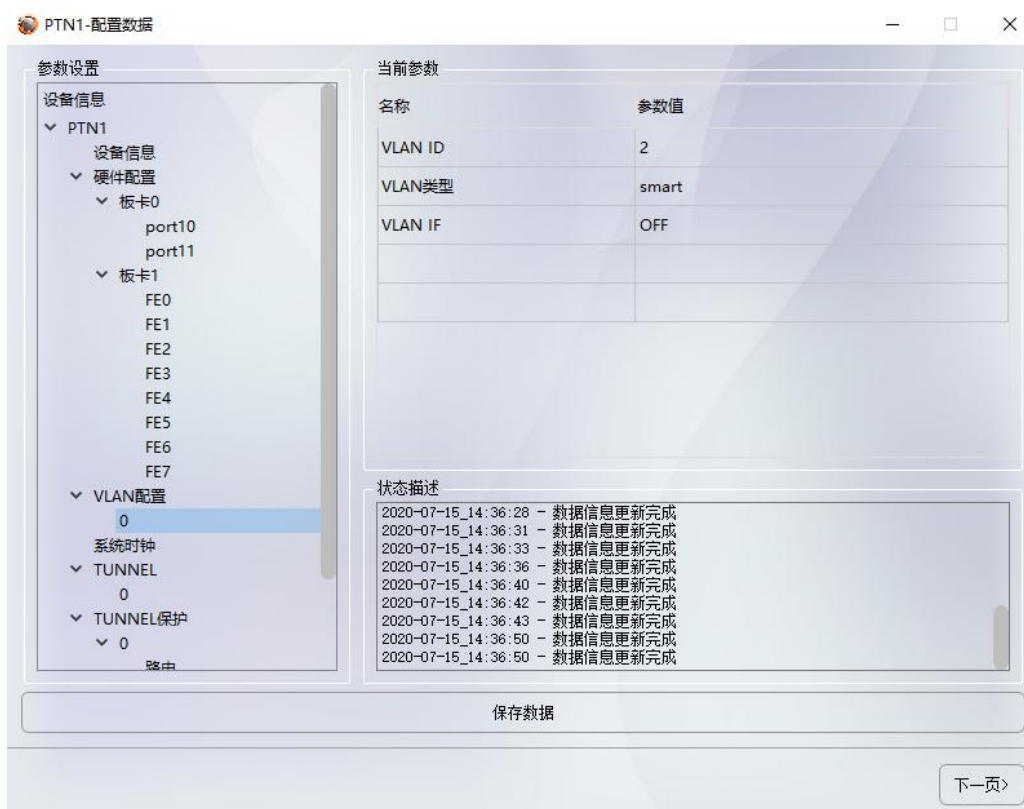 PTN1-配置数据
参数设置
设备信息
PTN1
设备信息
硬件配置
板卡0
port10
port11
板卡1
FE0
FE1
FE2
FE3
FE4
FE5
FE6
FE7
VLAN配置
0
系统时钟
TUNNEL
0
TUNNEL保护
0
路由
当前参数
名称 参数值
VLAN ID 2
VLAN类型 smart
VLAN IF OFF
状态描述
2020-07-15_14:36:28 - 数据信息更新完成
2020-07-15_14:36:31 - 数据信息更新完成
2020-07-15_14:36:33 - 数据信息更新完成
2020-07-15_14:36:36 - 数据信息更新完成
2020-07-15_14:36:40 - 数据信息更新完成
2020-07-15_14:36:42 - 数据信息更新完成
2020-07-15_14:36:43 - 数据信息更新完成
2020-07-15_14:36:50 - 数据信息更新完成
2020-07-15_14:36:50 - 数据信息更新完成
保存数据
下一页>